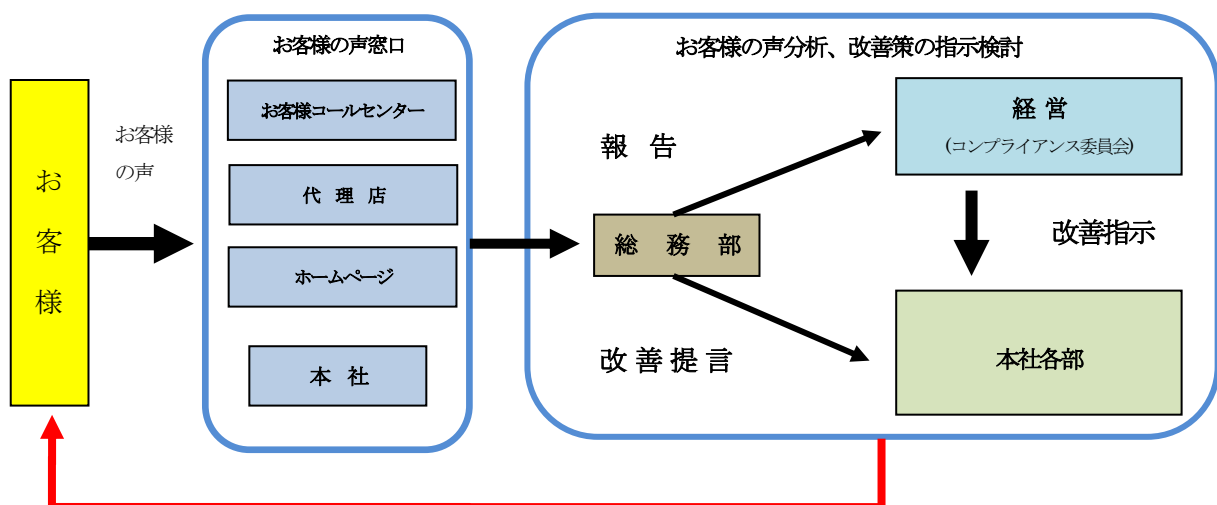 お客様の声窓口
お客様の声分析、改善策の指示検討
お客様
お客様
の声
お客様コールセンター
代理店
ホームページ
本社
報告
総務部
改善提言
経営
(コンプライアンス委員会)
改善指示
本社各部